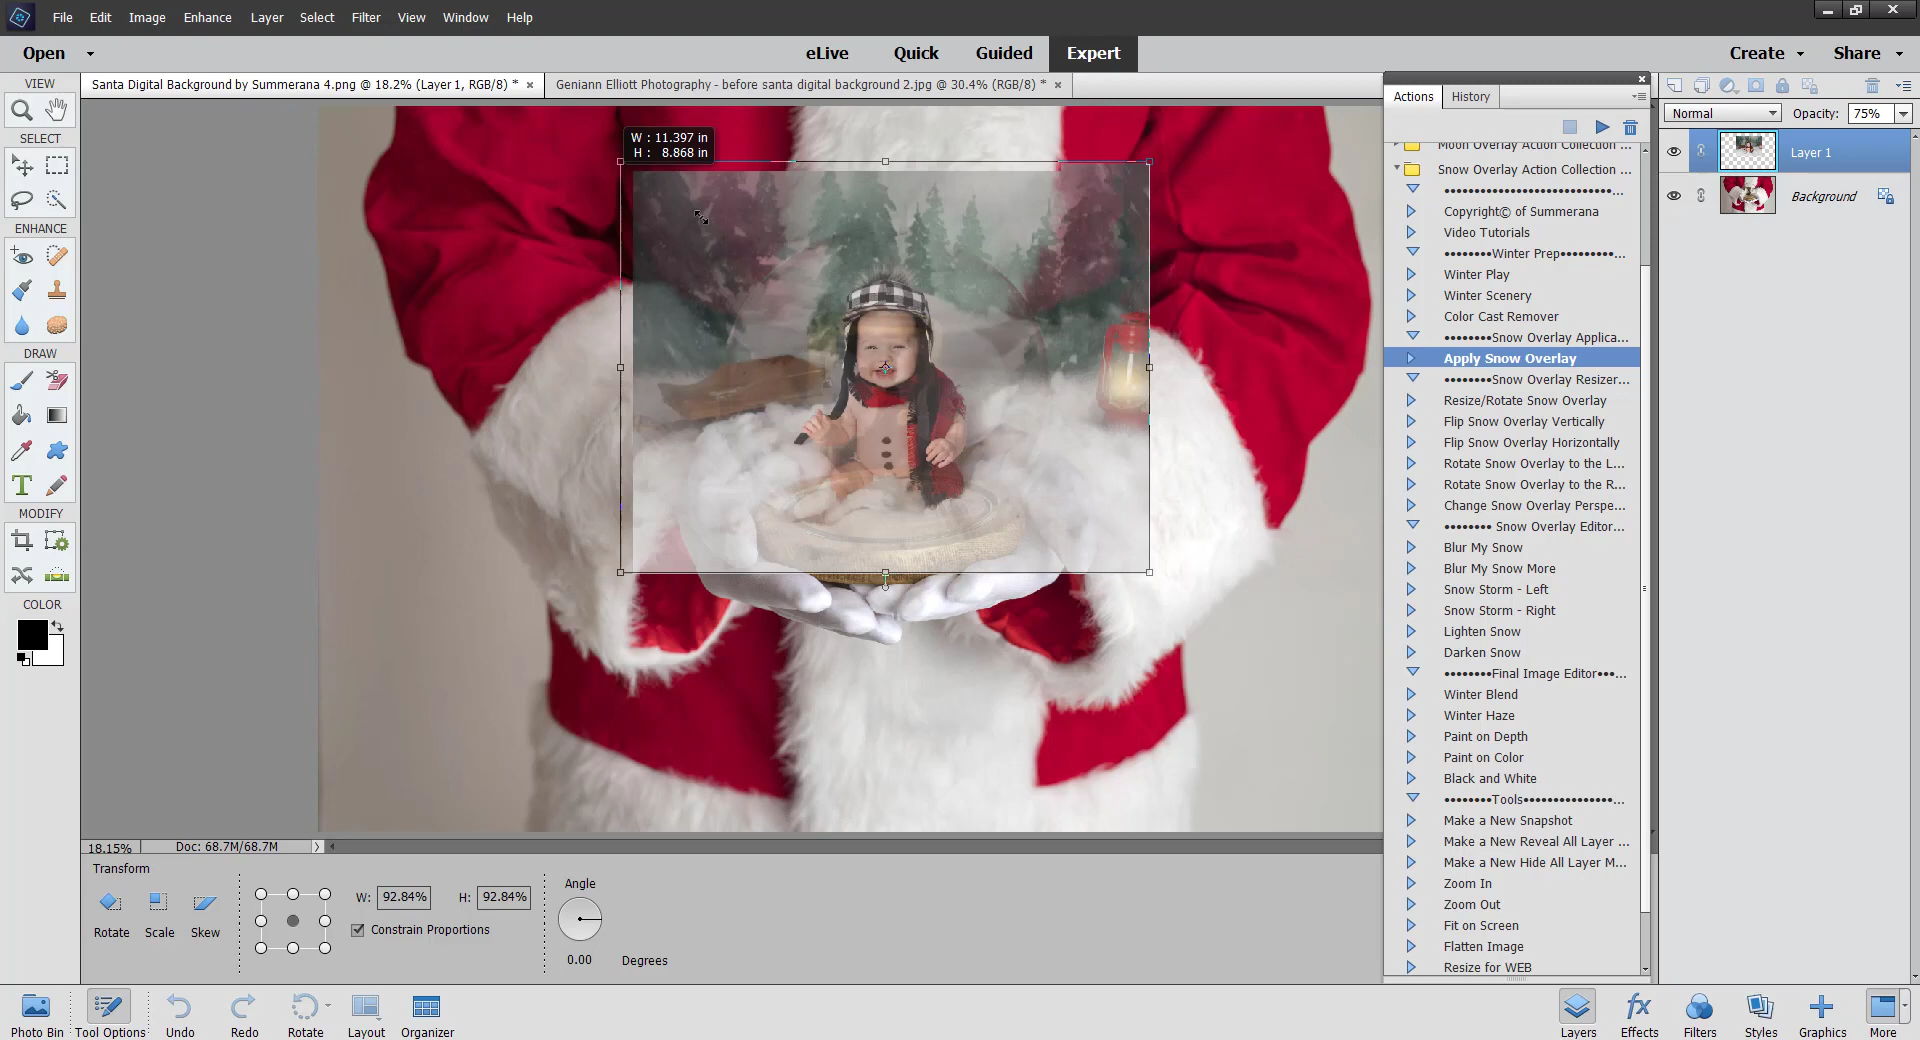 File Edit Image Enhance Layer Select Filter View Window Help
Open eLive Quick Guided Expert Create Share
VIEW
Santa Digital Background by Summerana 4.png @ 18.2% (Layer 1, RGB/8) * ×
Geniann Elliott Photography - before santa digital background 2.jpg @ 30.4% (RGB/8) * ×
SELECT
ENHANCE
DRAW
T
MODIFY
COLOR
W : 11.397 in
H : 8.868 in
Actions History
Moon Overlay Action Collection ...
Snow Overlay Action Collection ...
••••••••••••••••••••••••••••...
Copyright© of Summerana
Video Tutorials
••••••••Winter Prep•••••••••...
Winter Play
Winter Scenery
Color Cast Remover
••••••••Snow Overlay Applica...
Apply Snow Overlay
••••••••Snow Overlay Resizer...
Resize/Rotate Snow Overlay
Flip Snow Overlay Vertically
Flip Snow Overlay Horizontally
Rotate Snow Overlay to the L...
Rotate Snow Overlay to the R...
Change Snow Overlay Perspe...
•••••••• Snow Overlay Editor...
Blur My Snow
Blur My Snow More
Snow Storm - Left
Snow Storm - Right
Lighten Snow
Darken Snow
••••••••Final Image Editor•••...
Winter Blend
Winter Haze
Paint on Depth
Paint on Color
Black and White
••••••••Tools•••••••••••••••...
Make a New Snapshot
Make a New Reveal All Layer ...
Make a New Hide All Layer M...
Zoom In
Zoom Out
Fit on Screen
Flatten Image
Resize for WEB
Normal Opacity: 75%
Layer 1
Background
18.15% Doc: 68.7M/68.7M
Transform
Rotate Scale Skew
W: 92.84% H: 92.84%
Constrain Proportions
Angle
0.00 Degrees
Photo Bin Tool Options Undo Redo Rotate Layout Organizer
fx
Layers Effects Filters Styles Graphics More